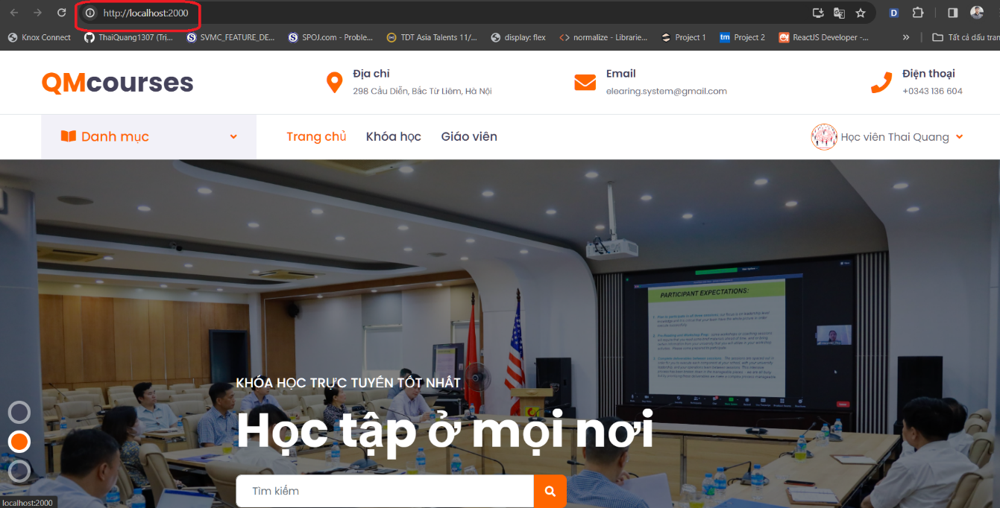 http://localhost:2000
Knox Connect
ThaiQuang1307 (Tri...
SVMC_FEATURE_DE...
SPOJ.com - Proble...
TDT Asia Talents 11/...
display: flex
normalize - Librarie...
Project 1
tm Project 2
ReactJS Developer -...
»
Tất cả dấu tran
QMcourses
Địa chỉ
298 Cầu Diễn, Bắc Từ Liêm, Hà Nội
Email
elearing.system@gmail.com
Điện thoại
+0343 136 604
Danh mục
Trang chủ
Khóa học
Giáo viên
Học viên Thai Quang
PARTICIPANT EXPECTATIONS:
KHÓA HỌC TRỰC TUYẾN TỐT NHẤT
Học tập ở mọi nơi
Tìm kiếm
localhost:2000